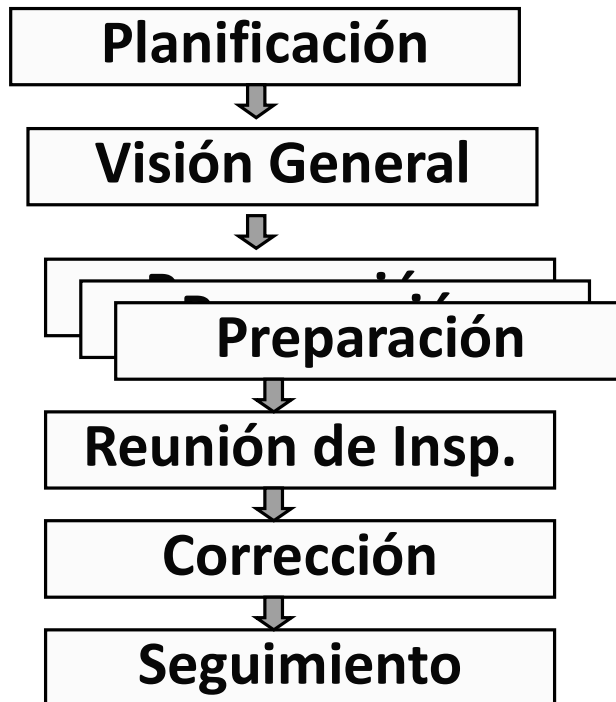 Planificación
Visión General
Preparación
Reunión de Insp.
Corrección
Seguimiento